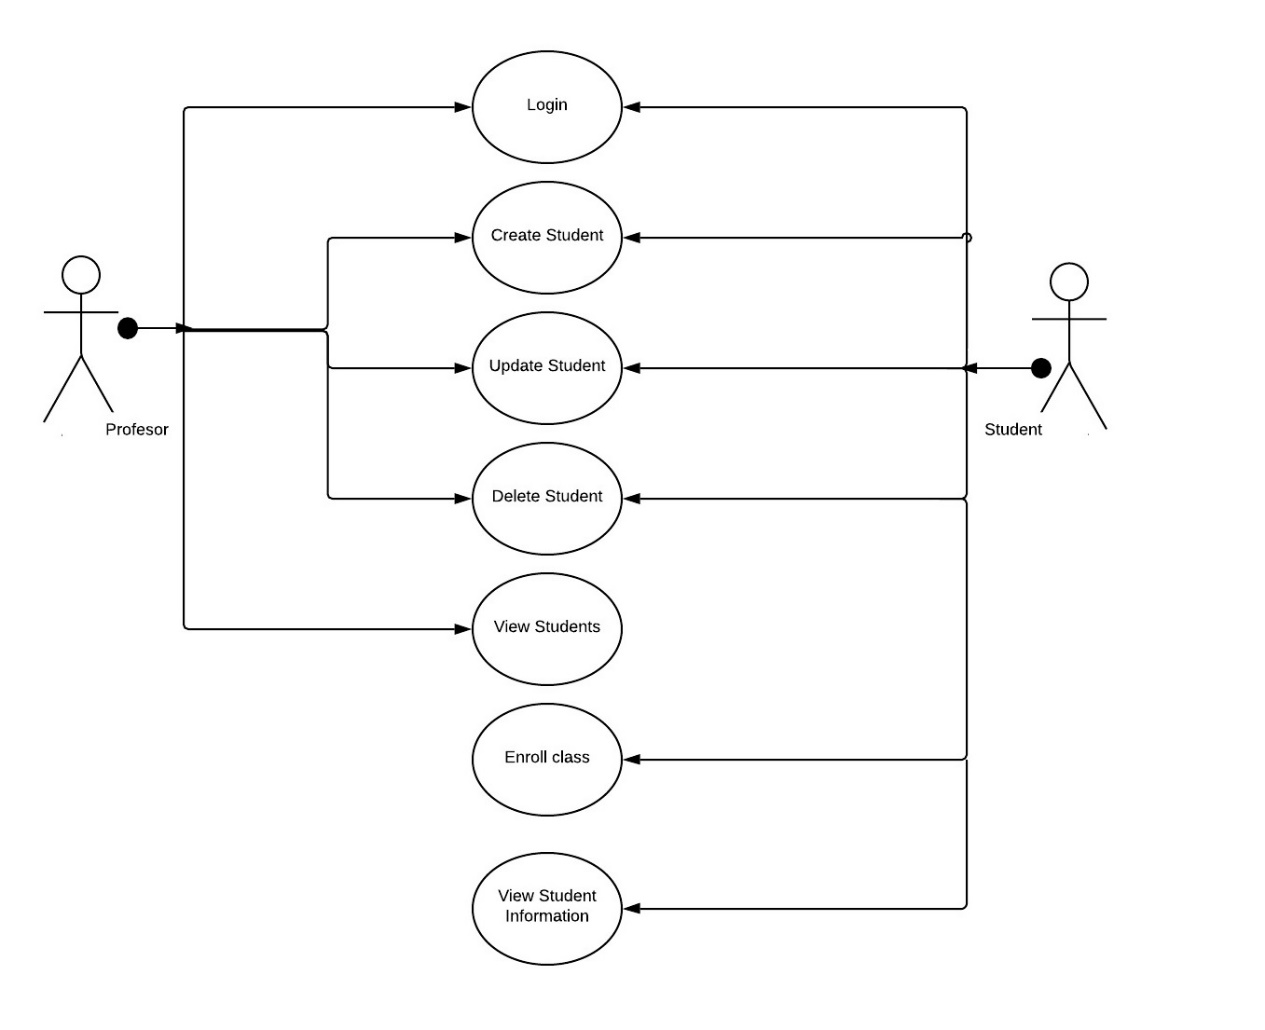 Login
Create Student
Update Student
Profesor
Student
Delete Student
View Students
Enroll class
View Student
Information